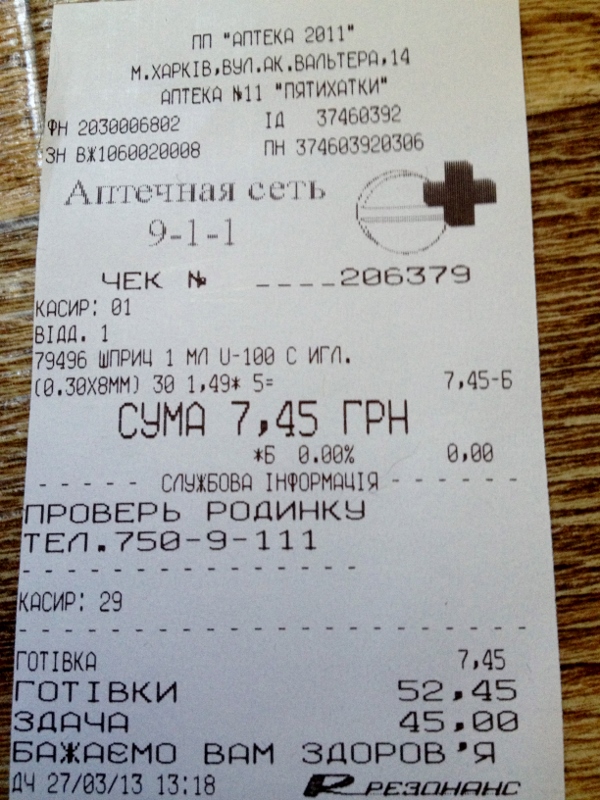 ПП "АПТЕКА 2011"
М.ХАРКІВ,ВУЛ.АК.ВАЛЬТЕРА,14
АПТЕКА №11 "ПЯТИХАТКИ"
ФН 2030006802 ІД 37460392
ЗН ВЖ1060020008 ПН 374603920306
Аптечная сеть
9-1-1
ЧЕК № ____206379
КАСИР: 01
ВІДД. 1
79496 ШПРИЦ 1 МЛ U-100 С ИГЛ.
(0.30Х8ММ) 30 1,49* 5= 7,45-Б
СУМА 7,45 ГРН
*Б 0.00% 0,00
- - - - - СЛУЖБОВА ІНФОРМАЦІЯ - - - - - -
ПРОВЕРЬ РОДИНКУ
ТЕЛ.750-9-111
КАСИР: 29
ГОТІВКА 7,45
ГОТІВКИ 52,45
ЗДАЧА 45,00
БАЖАЄМО ВАМ ЗДОРОВ'Я
ДЧ 27/03/13 13:18 РЕЗОНАНС